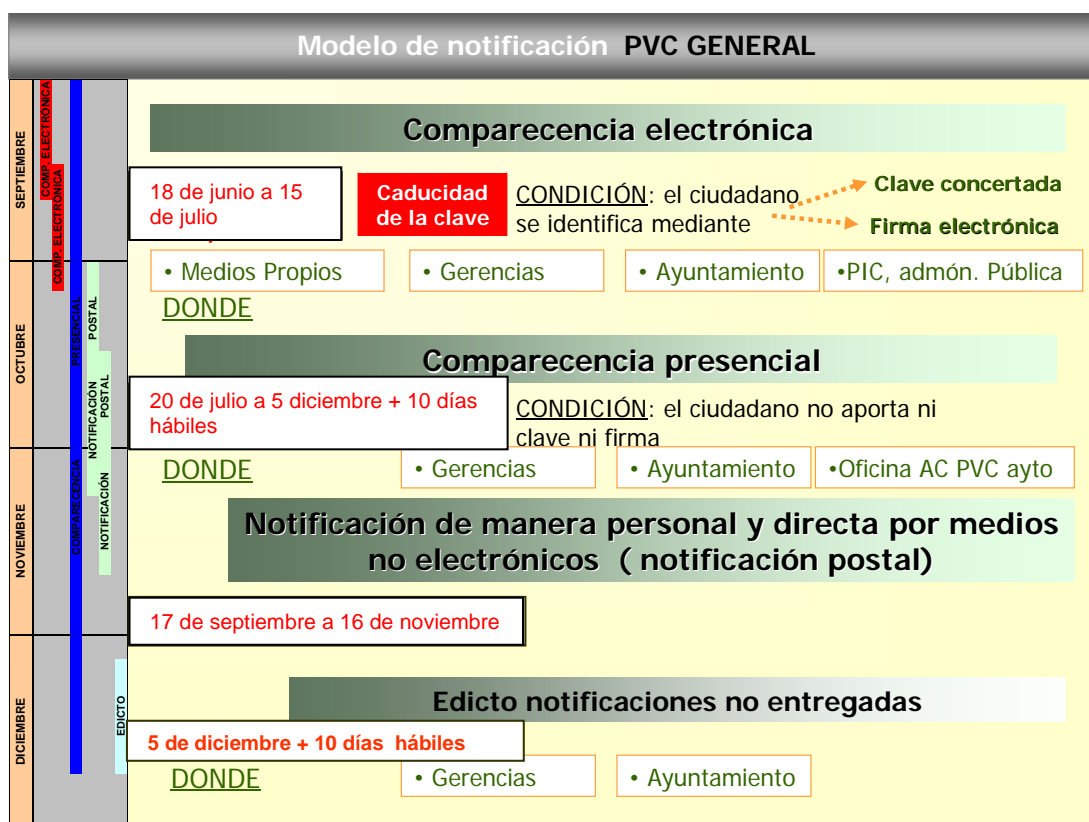 Modelo de notificación PVC GENERAL
SEPTIEMBRE
OCTUBRE
NOVIEMBRE
DICIEMBRE
COMP. ELECTRÓNICA
COMP. ELECTRÓNICA
COMPARECENCIA PRESENCIAL
POSTAL
NOTIFICACIÓN POSTAL
NOTIFICACIÓN
EDICTO
Comparecencia electrónica
18 de junio a 15
de julio
Caducidad
de la clave
CONDICIÓN: el ciudadano
se identifica mediante
Clave concertada
Firma electrónica
• Medios Propios
• Gerencias
• Ayuntamiento
•PIC, admón. Pública
DONDE
Comparecencia presencial
20 de julio a 5 diciembre + 10 días
hábiles
CONDICIÓN: el ciudadano no aporta ni
clave ni firma
DONDE
• Gerencias
• Ayuntamiento
•Oficina AC PVC ayto
Notificación de manera personal y directa por medios
no electrónicos ( notificación postal)
17 de septiembre a 16 de noviembre
Edicto notificaciones no entregadas
5 de diciembre + 10 días hábiles
DONDE
• Gerencias
• Ayuntamiento